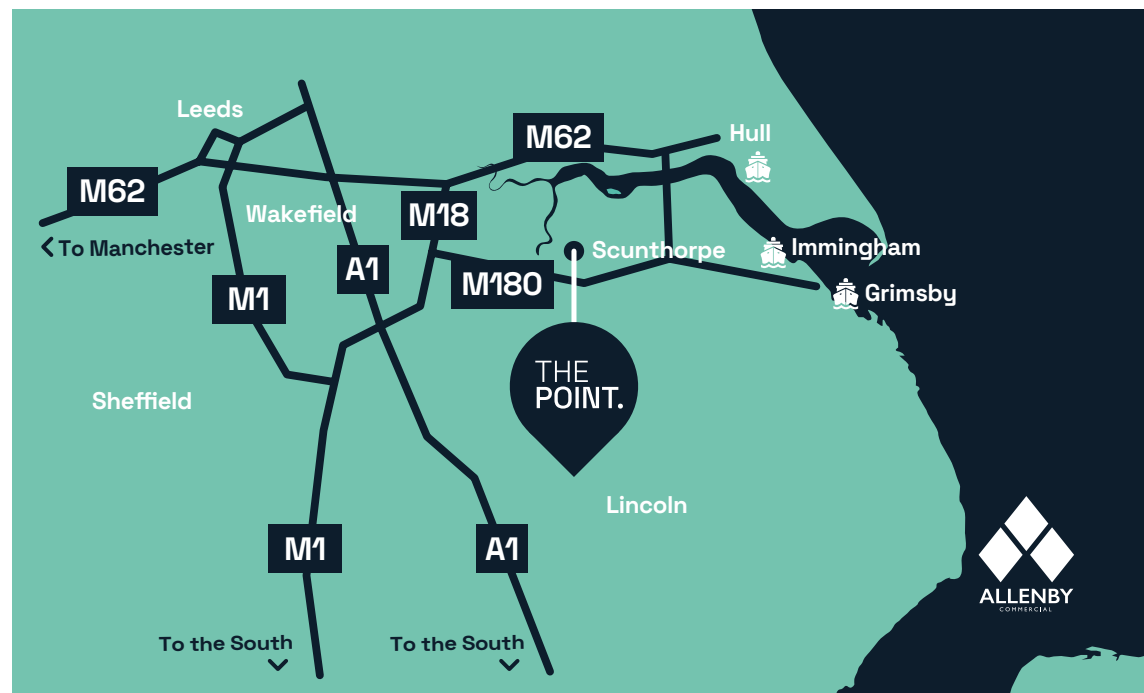 Leeds
M62
Hull
M62
Wakefield
M18
To Manchester
Scunthorpe
Immingham
A1
M180
M1
Grimsby
THE
POINT.
Sheffield
Lincoln
M1
A1
ALLENBY
COMMERCIAL
To the South
To the South